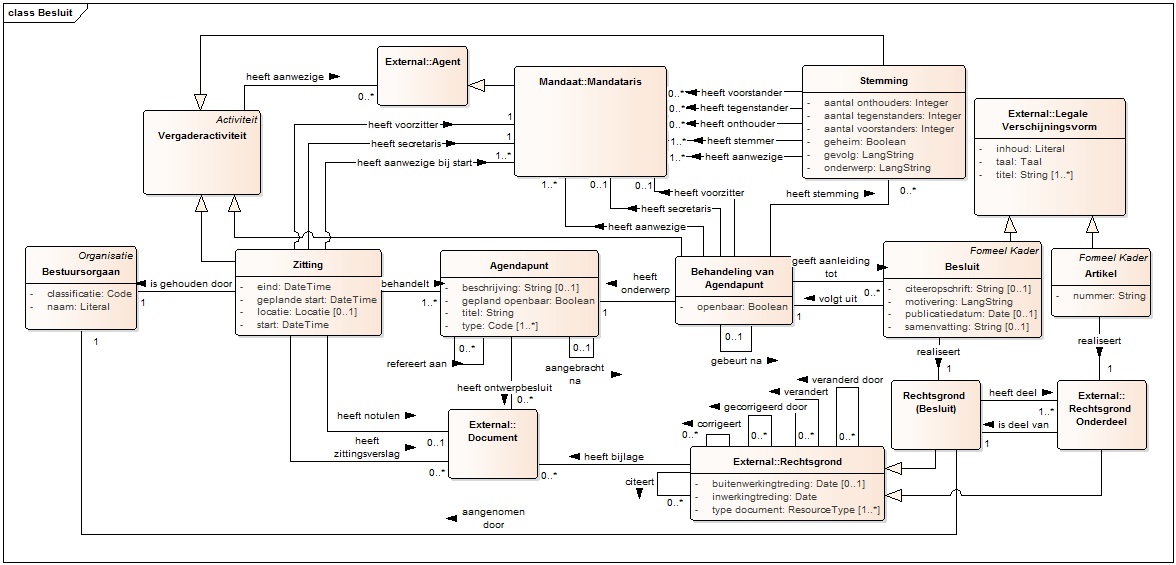 class Besluit
External::Agent
heeft aanwezige
0..*
Activiteit
Vergaderactiviteit
Mandaat::Mandataris
heeft voorzitter
1
heeft secretaris
1
heeft aanwezige bij start
1..*
Stemming
- aantal onthouders: Integer
- aantal tegenstanders: Integer
- aantal voorstanders: Integer
- geheim: Boolean
- gevolg: LangString
- onderwerp: LangString
0..* heeft voorstander
0..* heeft tegenstander
0..* heeft onthouder
1..* heeft stemmer
1..* heeft aanwezige
External::Legale
Verschijningsvorm
- inhoud: Literal
- taal: Taal
- titel: String [1..*]
1..*
0..1
0..1
heeft voorzitter
heeft secretaris
heeft aanwezige
heeft stemming
0..*
Organisatie
Bestuursorgaan
- classificatie: Code
- naam: Literal
is gehouden door
1
Zitting
- eind: DateTime
- geplande start: DateTime
- locatie: Locatie [0..1]
- start: DateTime
behandelt
1..*
Agendapunt
- beschrijving: String [0..1]
- gepland openbaar: Boolean
- titel: String
- type: Code [1..*]
heeft
onderwerp
1
Behandeling van
Agendapunt
- openbaar: Boolean
geeft aanleiding
tot
0..*
volgt uit
1
Fomeel Kader
Besluit
- citeeropschrift: String [0..1]
- motivering: LangString
- publicatiedatum: Date [0..1]
- samenvatting: String [0..1]
Fomeel Kader
Artikel
- nummer: String
0..*
refereert aan
0..1
aangebracht
na
0..1
gebeurt na
realiseert
1
realiseert
1
1
heeft ontwerpbesluit
0..*
heeft notulen
0..1
heeft
zittingsverslag
0..*
External::
Document
0..*
heeft bijlage
Rechtsgrond
(Besluit)
heeft deel
1..*
is deel van
1
External::
Rechtsgrond
Onderdeel
veranderd door
verandert
gecorrigeerd door
corrigeert
0..*
0..*
0..*
0..*
citeert
0..*
External::Rechtsgrond
- buitenwerkingtreding: Date [0..1]
- inwerkingtreding: Date
- type document: ResourceType [1..*]
aangenomen
door